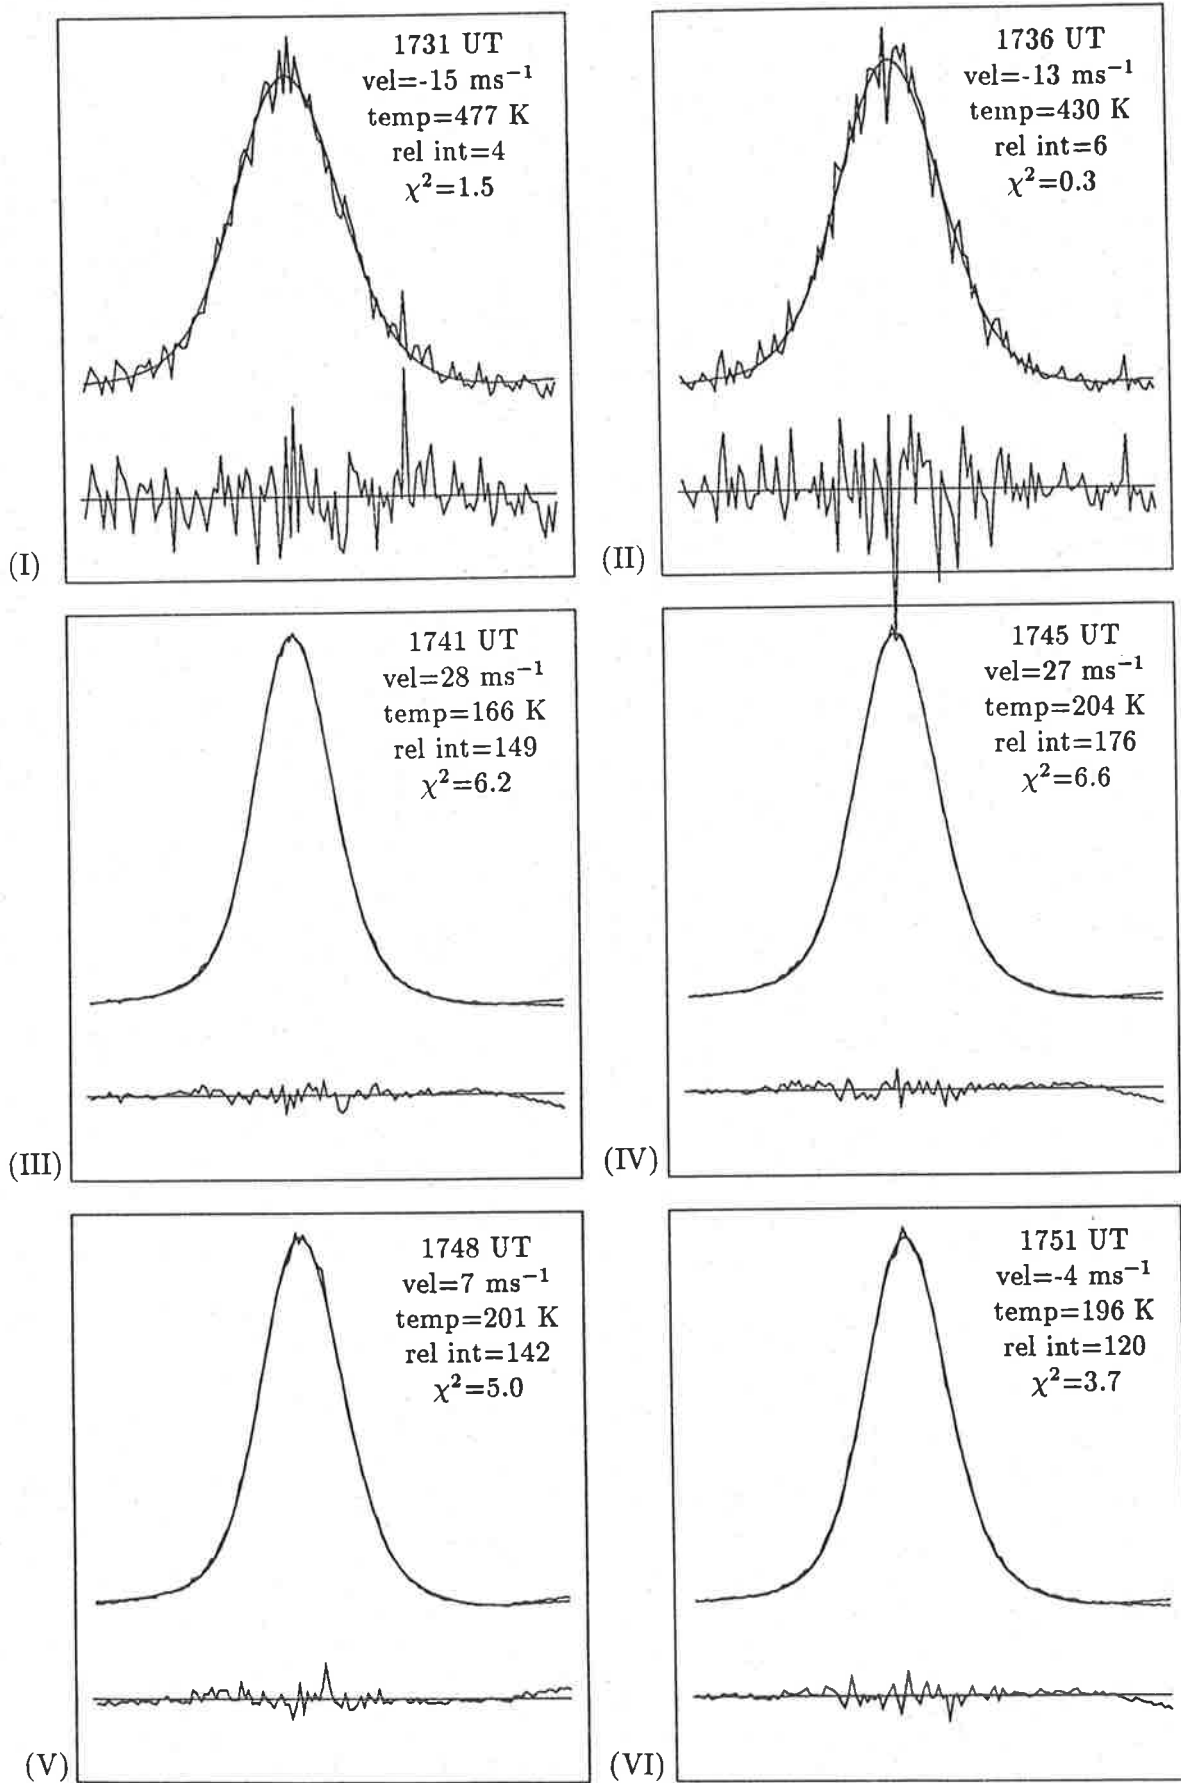 1731 UT
vel=-15 ms⁻¹
temp=477 K
rel int=4
χ²=1.5
(I)
1736 UT
vel=-13 ms⁻¹
temp=430 K
rel int=6
χ²=0.3
(II)
1741 UT
vel=28 ms⁻¹
temp=166 K
rel int=149
χ²=6.2
(III)
1745 UT
vel=27 ms⁻¹
temp=204 K
rel int=176
χ²=6.6
(IV)
1748 UT
vel=7 ms⁻¹
temp=201 K
rel int=142
χ²=5.0
(V)
1751 UT
vel=-4 ms⁻¹
temp=196 K
rel int=120
χ²=3.7
(VI)